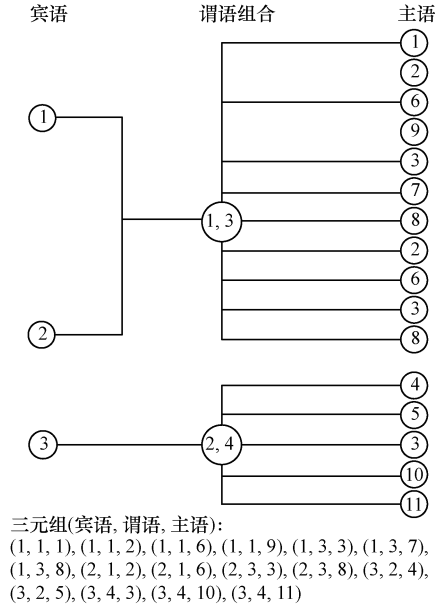 宾语 谓语组合 主语
1
2
6
1 9
3
7
1, 3 8
2
6
3
2 8
4
5
3 2, 4 3
10
11
三元组(宾语, 谓语, 主语):
(1, 1, 1), (1, 1, 2), (1, 1, 6), (1, 1, 9), (1, 3, 3), (1, 3, 7),
(1, 3, 8), (2, 1, 2), (2, 1, 6), (2, 3, 3), (2, 3, 8), (3, 2, 4),
(3, 2, 5), (3, 4, 3), (3, 4, 10), (3, 4, 11)